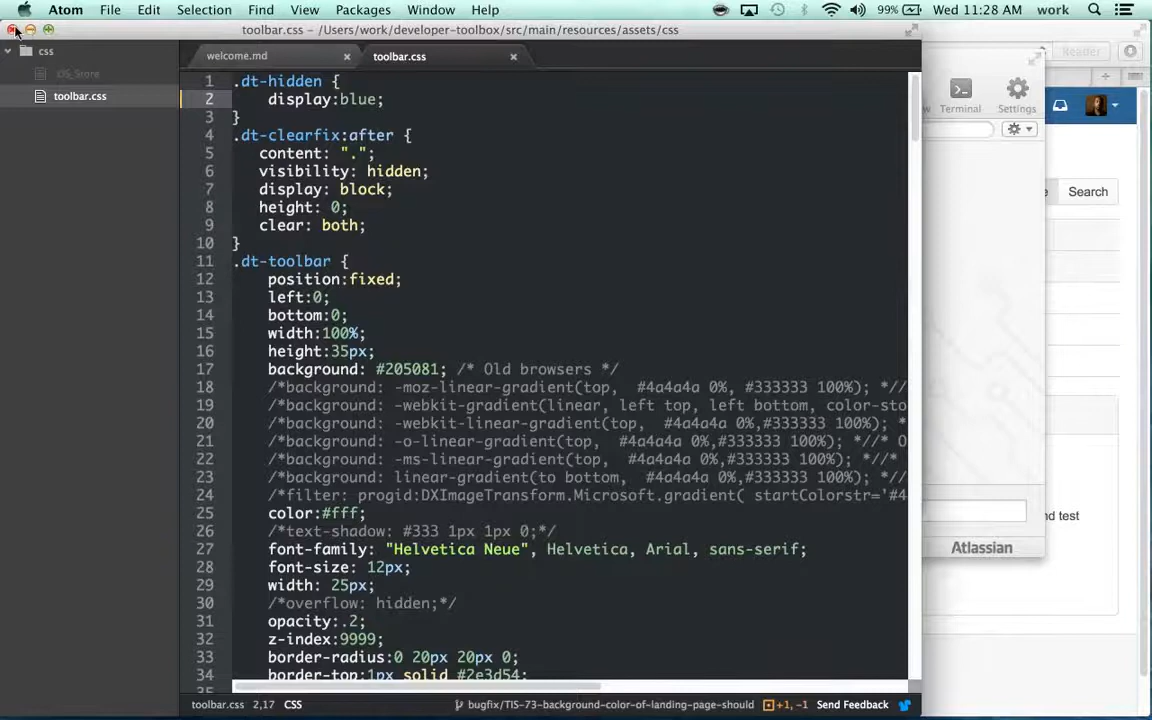 Atom File Edit Selection Find View Packages Window Help 99% Wed 11:28 AM work
toolbar.css – /Users/work/developer-toolbox/src/main/resources/assets/css
Reader
css
.DS_Store
toolbar.css
welcome.md
toolbar.css
Terminal
Settings
Search
1 .dt-hidden {
2 display:blue;
3 }
4 .dt-clearfix:after {
5 content: ".";
6 visibility: hidden;
7 display: block;
8 height: 0;
9 clear: both;
10 }
11 .dt-toolbar {
12 position:fixed;
13 left:0;
14 bottom:0;
15 width:100%;
16 height:35px;
17 background: #205081; /* Old browsers */
18 /*background: -moz-linear-gradient(top, #4a4a4a 0%, #333333 100%); *//
19 /*background: -webkit-gradient(linear, left top, left bottom, color-sto
20 /*background: -webkit-linear-gradient(top, #4a4a4a 0%,#333333 100%); *
21 /*background: -o-linear-gradient(top, #4a4a4a 0%,#333333 100%); *//* O
22 /*background: -ms-linear-gradient(top, #4a4a4a 0%,#333333 100%); *//*
23 /*background: linear-gradient(to bottom, #4a4a4a 0%,#333333 100%); *//*
24 /*filter: progid:DXImageTransform.Microsoft.gradient( startColorstr='#4
25 color:#fff;
26 /*text-shadow: #333 1px 1px 0;*/
27 font-family: "Helvetica Neue", Helvetica, Arial, sans-serif;
28 font-size: 12px;
29 width: 25px;
30 /*overflow: hidden;*/
31 opacity:.2;
32 z-index:9999;
33 border-radius:0 20px 20px 0;
34 border-top:1px solid #2e3d54;
35
nd test
Atlassian
toolbar.css 2,17 CSS bugfix/TIS-73-background-color-of-landing-page-should +1, -1 Send Feedback